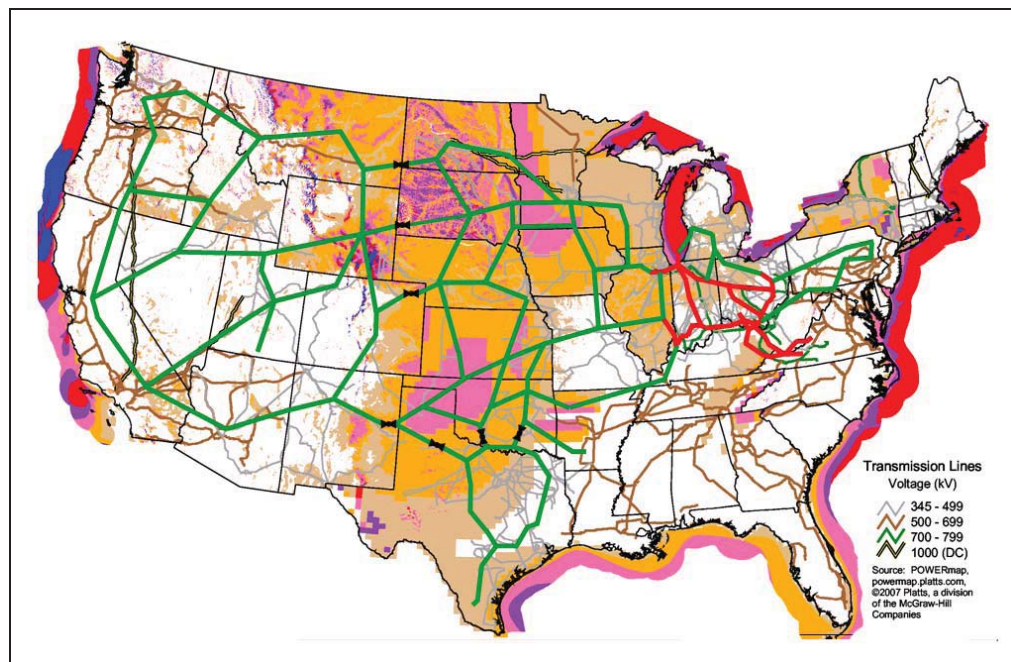 Transmission Lines
Voltage (kV)
345 - 499
500 - 699
700 - 799
1000 (DC)
Source: POWERmap,
powermap.platts.com,
©2007 Platts, a division
of the McGraw-Hill
Companies